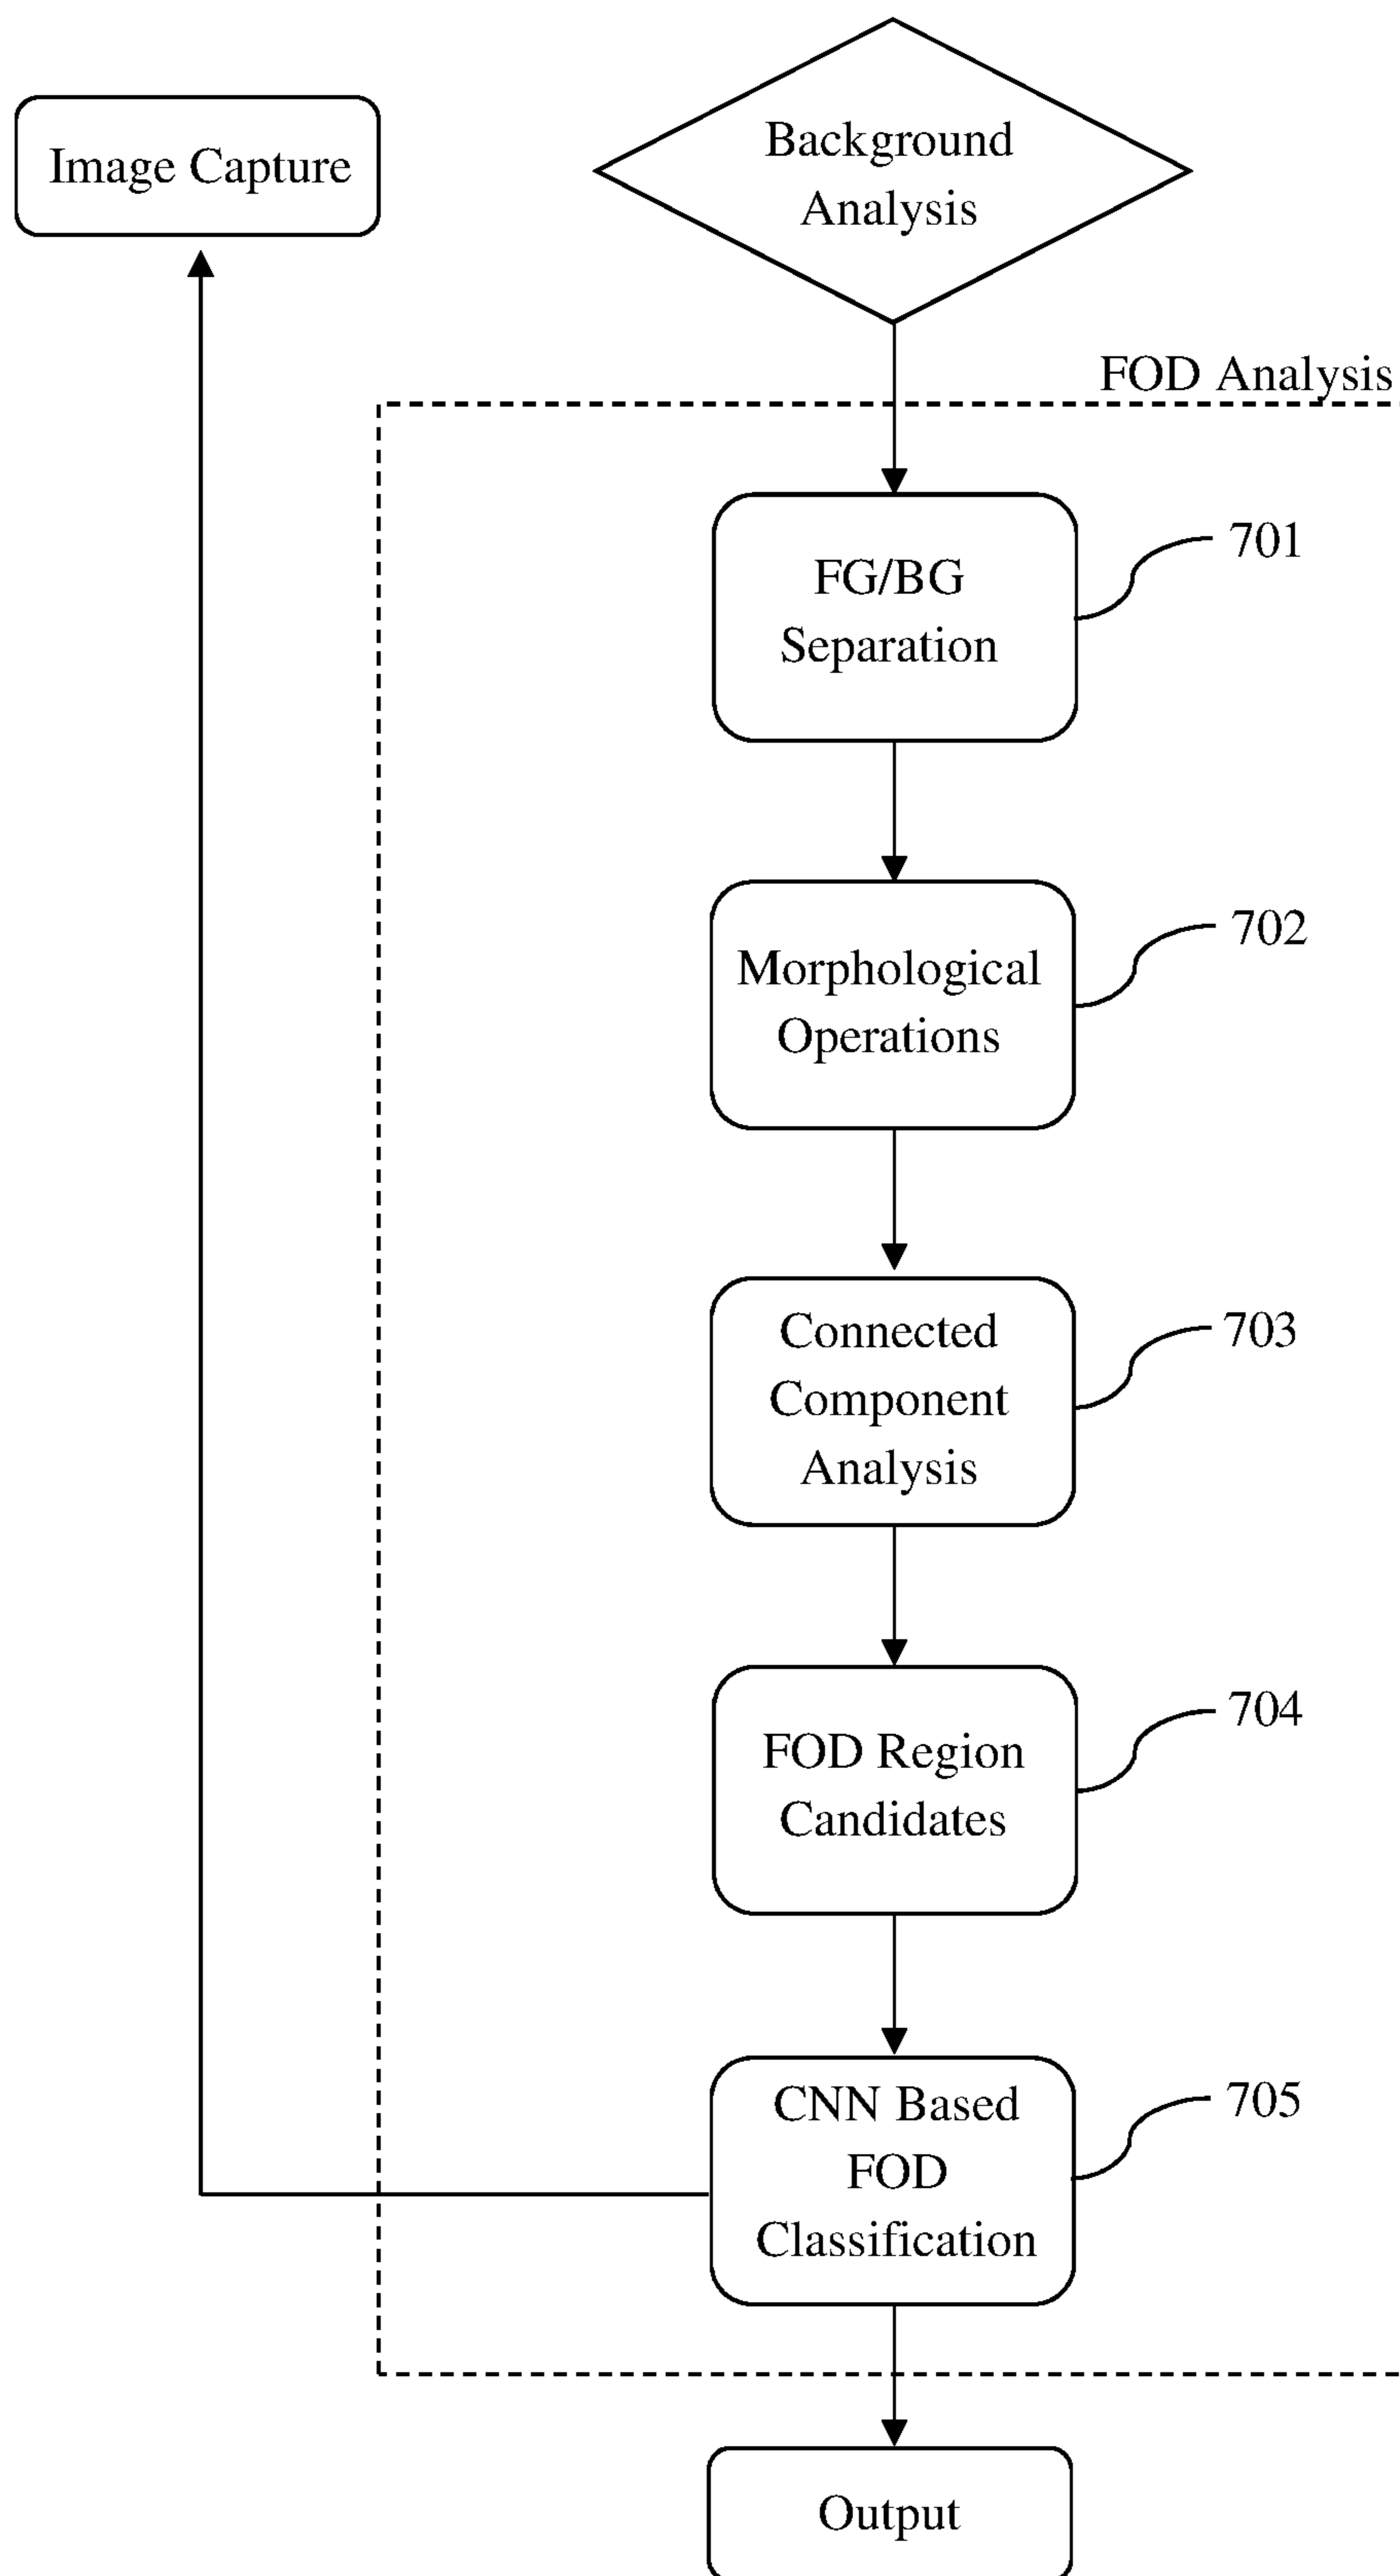 Image Capture
Background
Analysis
FOD Analysis
FG/BG
Separation
701
Morphological
Operations
702
Connected
Component
Analysis
703
FOD Region
Candidates
704
CNN Based
FOD
Classification
705
Output